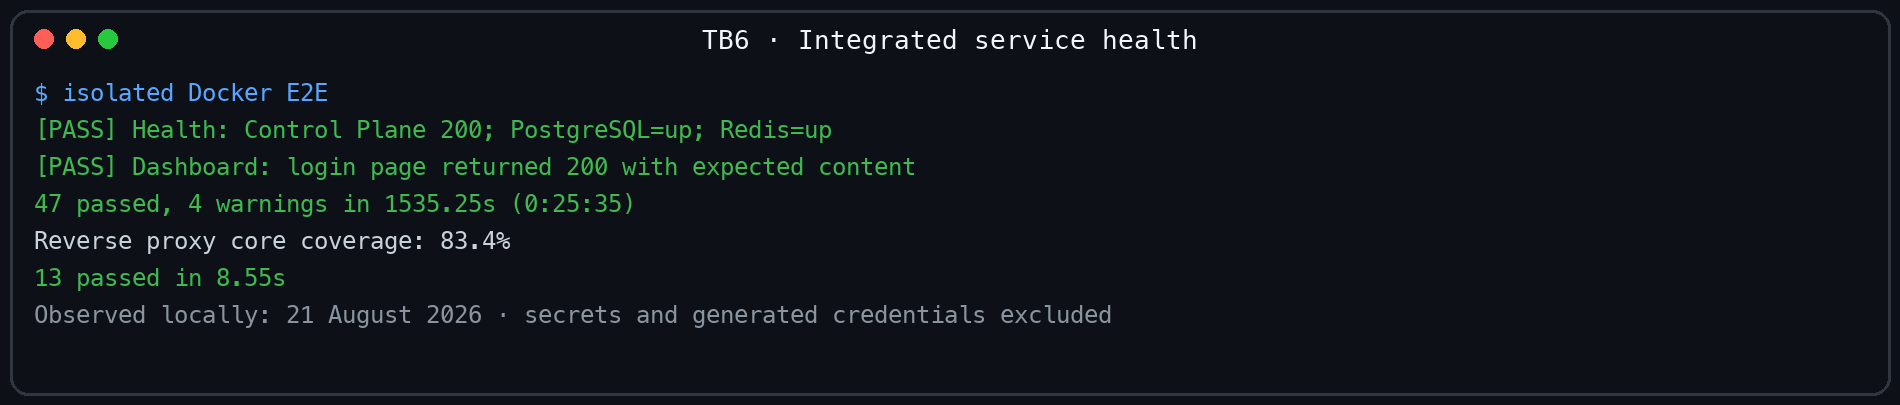 TB6 · Integrated service health
$ isolated Docker E2E
[PASS] Health: Control Plane 200; PostgreSQL=up; Redis=up
[PASS] Dashboard: login page returned 200 with expected content
47 passed, 4 warnings in 1535.25s (0:25:35)
Reverse proxy core coverage: 83.4%
13 passed in 8.55s
Observed locally: 21 August 2026 · secrets and generated credentials excluded